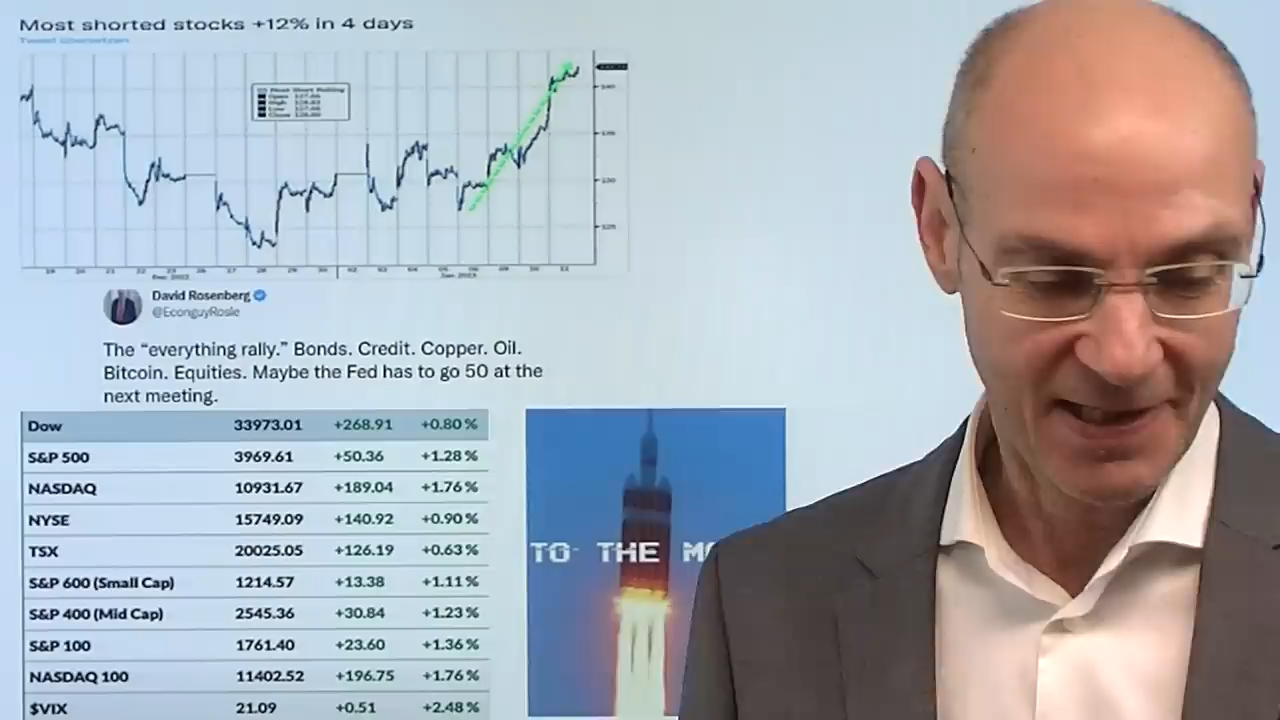 Most shorted stocks +12% in 4 days
Tweet übersetzen
David Rosenberg
@EconguyRosie
The “everything rally.” Bonds. Credit. Copper. Oil.
Bitcoin. Equities. Maybe the Fed has to go 50 at the
next meeting.
Dow 33973.01 +268.91 +0.80%
S&P 500 3969.61 +50.36 +1.28%
NASDAQ 10931.67 +189.04 +1.76%
NYSE 15749.09 +140.92 +0.90%
TSX 20025.05 +126.19 +0.63%
S&P 600 (Small Cap) 1214.57 +13.38 +1.11%
S&P 400 (Mid Cap) 2545.36 +30.84 +1.23%
S&P 100 1761.40 +23.60 +1.36%
NASDAQ 100 11402.52 +196.75 +1.76%
$VIX 21.09 +0.51 +2.48%
TO THE